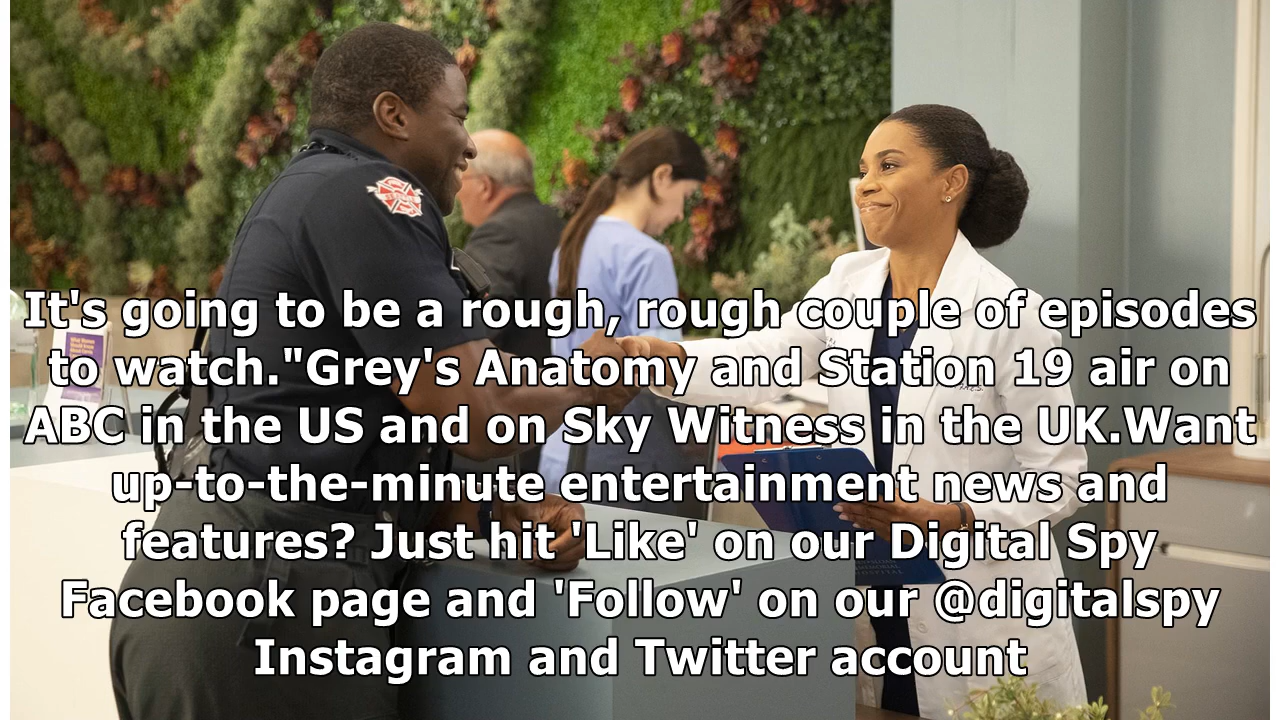 It's going to be a rough, rough couple of episodes
to watch."Grey's Anatomy and Station 19 air on
ABC in the US and on Sky Witness in the UK.Want
up-to-the-minute entertainment news and
features? Just hit 'Like' on our Digital Spy
Facebook page and 'Follow' on our @digitalspy
Instagram and Twitter account